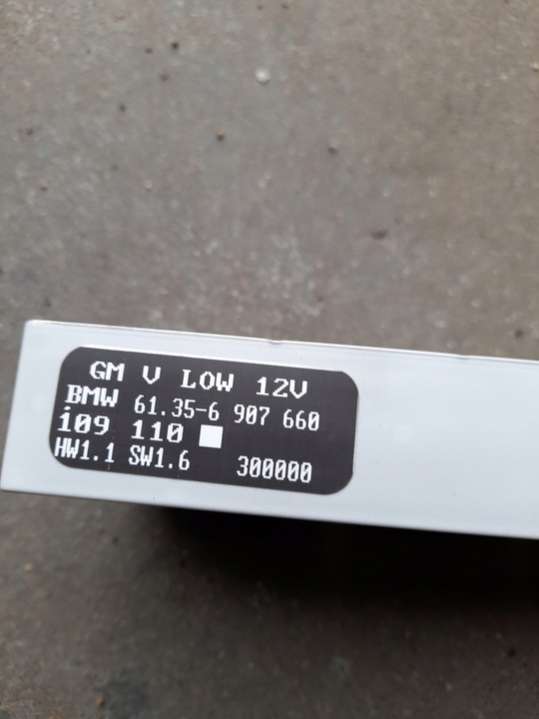 GM V LOW 12V
BMW 61.35-6 907 660
i09 110
HW1.1 SW1.6 300000